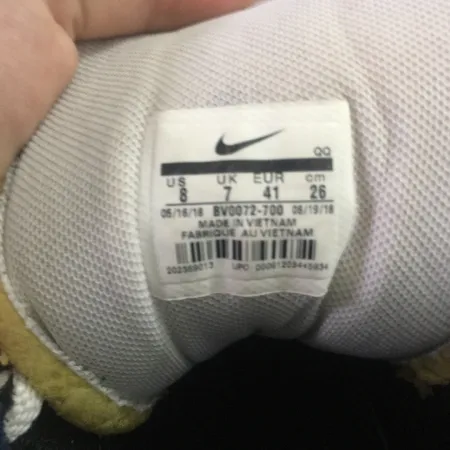 QQ
US UK EUR cm
8 7 41 26
05/16/18 BV0072-700 08/19/18
MADE IN VIETNAM
FABRIQUE AU VIETNAM
UPC